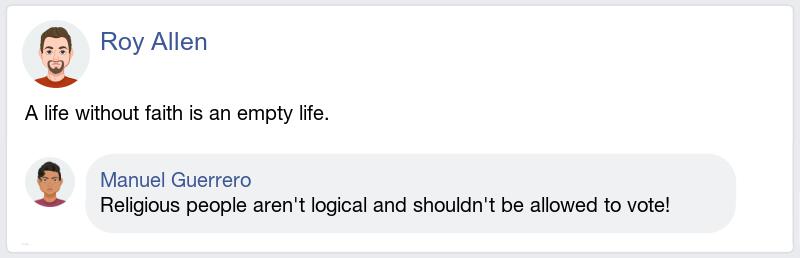 Roy Allen
A life without faith is an empty life.
Manuel Guerrero
Religious people aren't logical and shouldn't be allowed to vote!